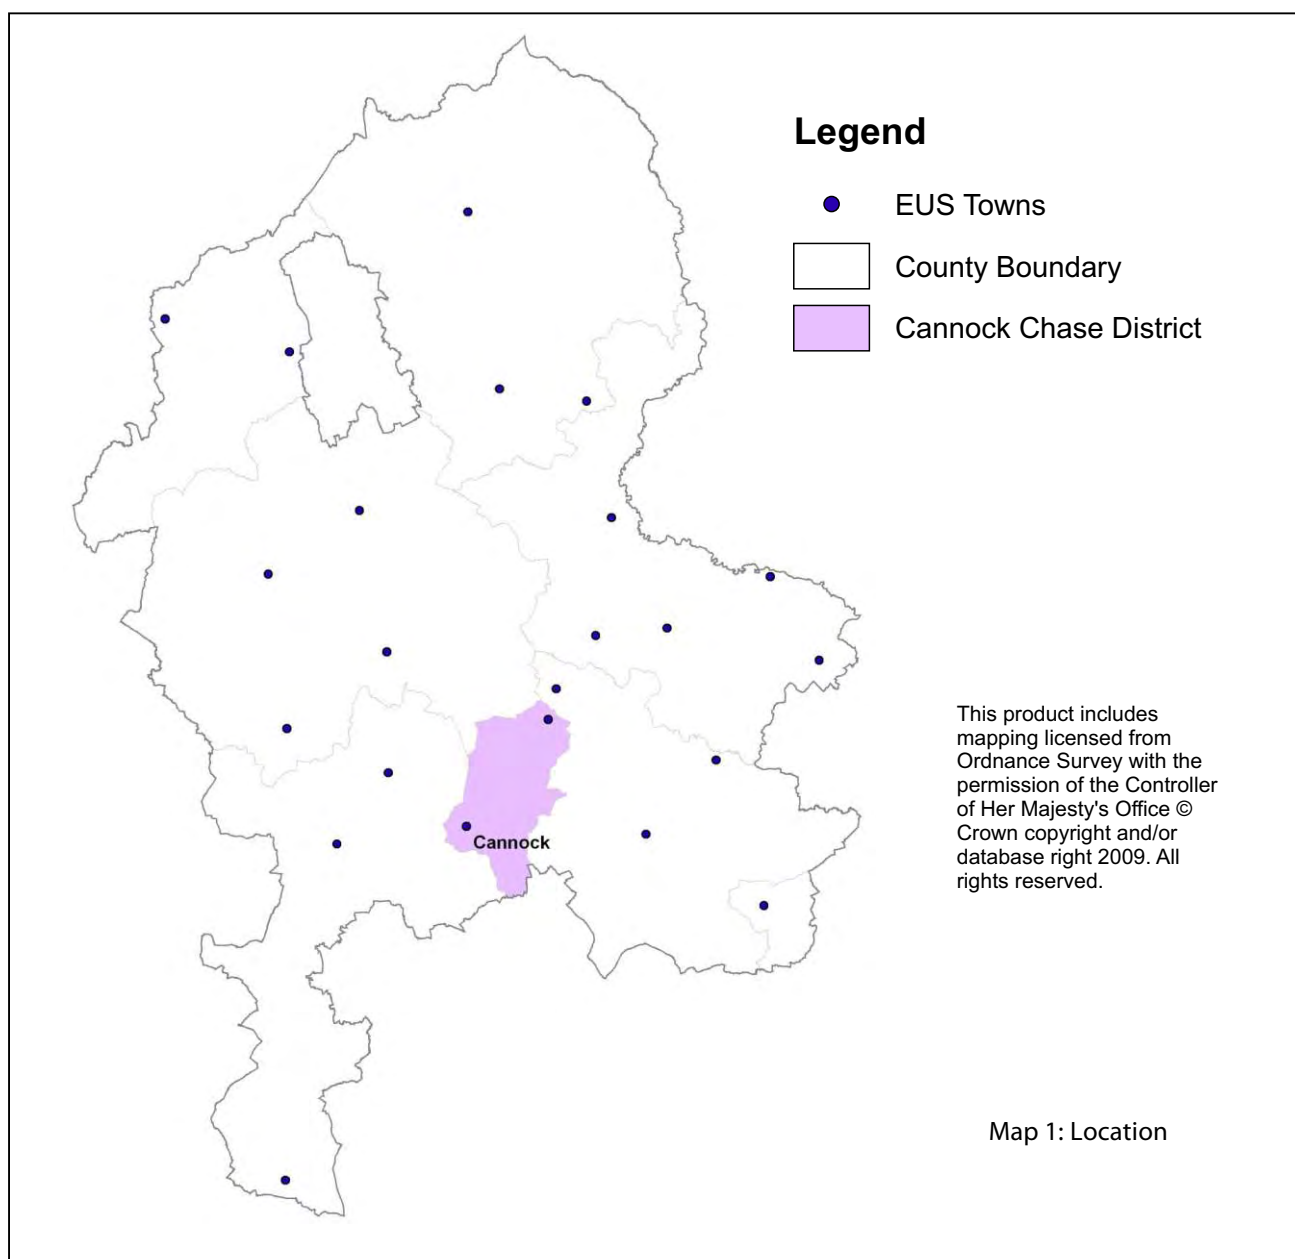 Legend
EUS Towns
County Boundary
Cannock Chase District
Cannock
This product includes
mapping licensed from
Ordnance Survey with the
permission of the Controller
of Her Majesty's Office ©
Crown copyright and/or
database right 2009. All
rights reserved.
Map 1: Location